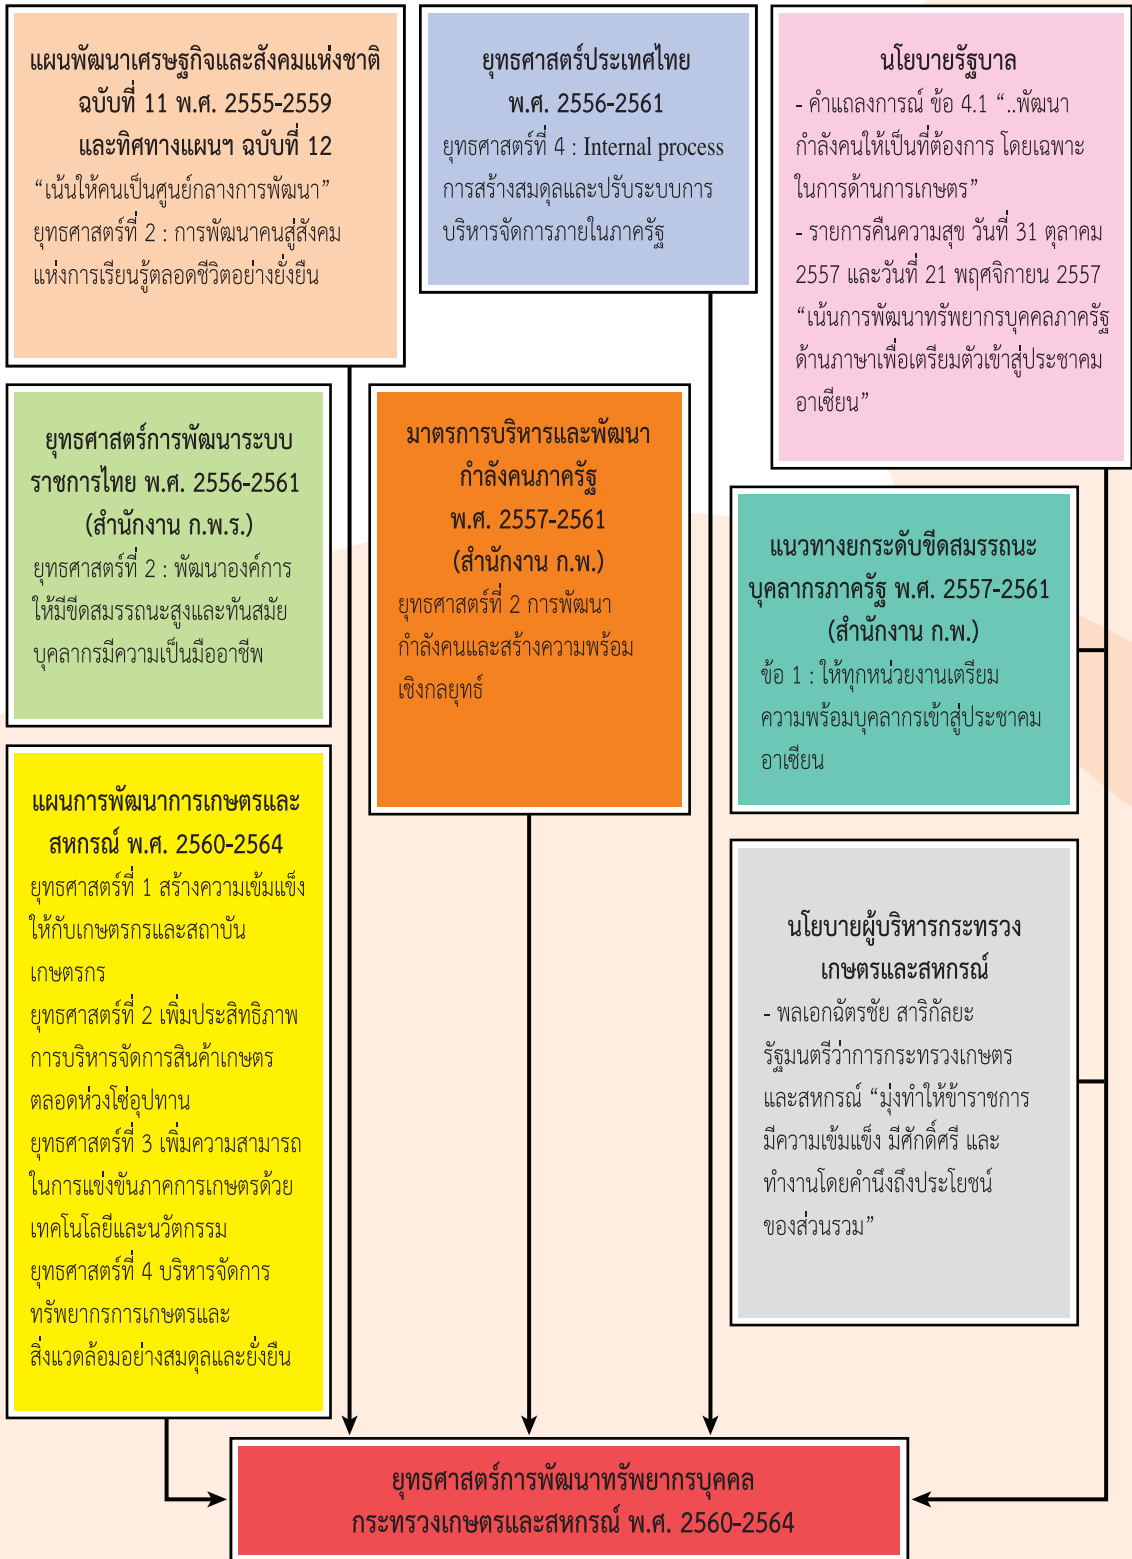 แผนพัฒนาเศรษฐกิจและสังคมแห่งชาติ
ฉบับที่ 11 พ.ศ. 2555-2559
และทิศทางแผนฯ ฉบับที่ 12
“เน้นให้คนเป็นศูนย์กลางการพัฒนา”
ยุทธศาสตร์ที่ 2 : การพัฒนาคนสู่สังคม
แห่งการเรียนรู้ตลอดชีวิตอย่างยั่งยืน
ยุทธศาสตร์ประเทศไทย
พ.ศ. 2556-2561
ยุทธศาสตร์ที่ 4 : Internal process
การสร้างสมดุลและปรับระบบการ
บริหารจัดการภายในภาครัฐ
นโยบายรัฐบาล
- คำแถลงการณ์ ข้อ 4.1 “..พัฒนา
กำลังคนให้เป็นที่ต้องการ โดยเฉพาะ
ในการด้านการเกษตร”
- รายการคืนความสุข วันที่ 31 ตุลาคม
2557 และวันที่ 21 พฤศจิกายน 2557
“เน้นการพัฒนาทรัพยากรบุคคลภาครัฐ
ด้านภาษาเพื่อเตรียมตัวเข้าสู่ประชาคม
อาเซียน”
ยุทธศาสตร์การพัฒนาระบบ
ราชการไทย พ.ศ. 2556-2561
(สำนักงาน ก.พ.ร.)
ยุทธศาสตร์ที่ 2 : พัฒนาองค์การ
ให้มีขีดสมรรถนะสูงและทันสมัย
บุคลากรมีความเป็นมืออาชีพ
มาตรการบริหารและพัฒนา
กำลังคนภาครัฐ
พ.ศ. 2557-2561
(สำนักงาน ก.พ.)
ยุทธศาสตร์ที่ 2 การพัฒนา
กำลังคนและสร้างความพร้อม
เชิงกลยุทธ์
แนวทางยกระดับขีดสมรรถนะ
บุคลากรภาครัฐ พ.ศ. 2557-2561
(สำนักงาน ก.พ.)
ข้อ 1 : ให้ทุกหน่วยงานเตรียม
ความพร้อมบุคลากรเข้าสู่ประชาคม
อาเซียน
แผนการพัฒนาการเกษตรและ
สหกรณ์ พ.ศ. 2560-2564
ยุทธศาสตร์ที่ 1 สร้างความเข้มแข็ง
ให้กับเกษตรกรและสถาบัน
เกษตรกร
ยุทธศาสตร์ที่ 2 เพิ่มประสิทธิภาพ
การบริหารจัดการสินค้าเกษตร
ตลอดห่วงโซ่อุปทาน
ยุทธศาสตร์ที่ 3 เพิ่มความสามารถ
ในการแข่งขันภาคการเกษตรด้วย
เทคโนโลยีและนวัตกรรม
ยุทธศาสตร์ที่ 4 บริหารจัดการ
ทรัพยากรการเกษตรและ
สิ่งแวดล้อมอย่างสมดุลและยั่งยืน
นโยบายผู้บริหารกระทรวง
เกษตรและสหกรณ์
- พลเอกฉัตรชัย สาริกัลยะ
รัฐมนตรีว่าการกระทรวงเกษตร
และสหกรณ์ “มุ่งทำให้ข้าราชการ
มีความเข้มแข็ง มีศักดิ์ศรี และ
ทำงานโดยคำนึงถึงประโยชน์
ของส่วนรวม”
ยุทธศาสตร์การพัฒนาทรัพยากรบุคคล
กระทรวงเกษตรและสหกรณ์ พ.ศ. 2560-2564